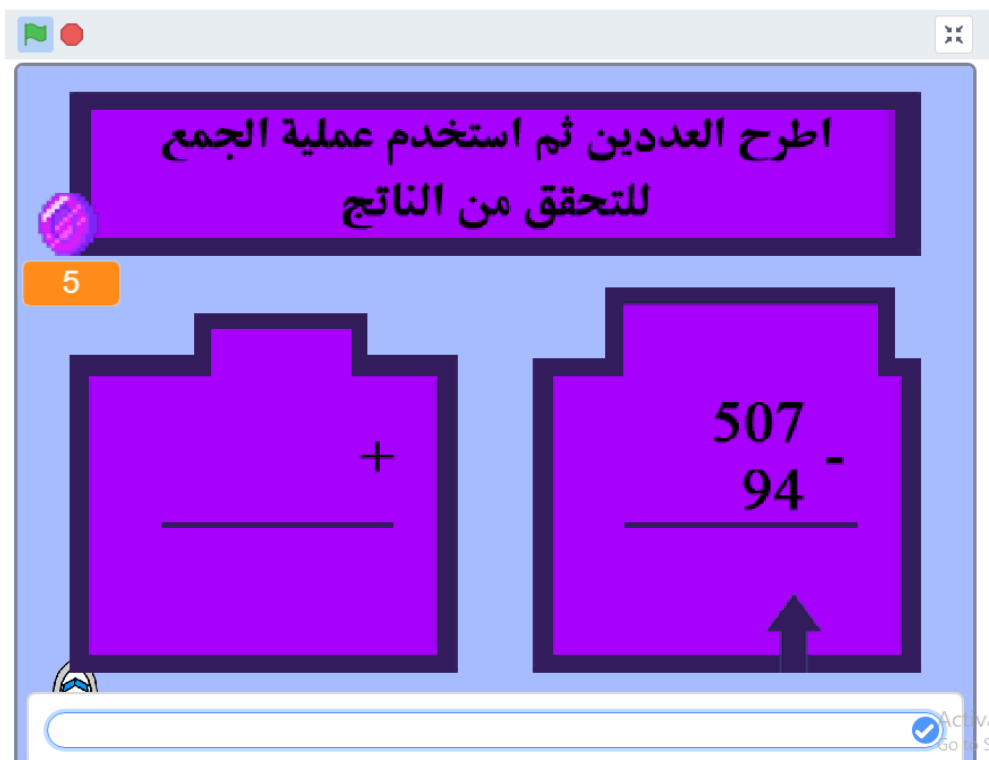 اطرح العددين ثم استخدم عملية الجمع
للتحقق من الناتج
5
507
-
94
+